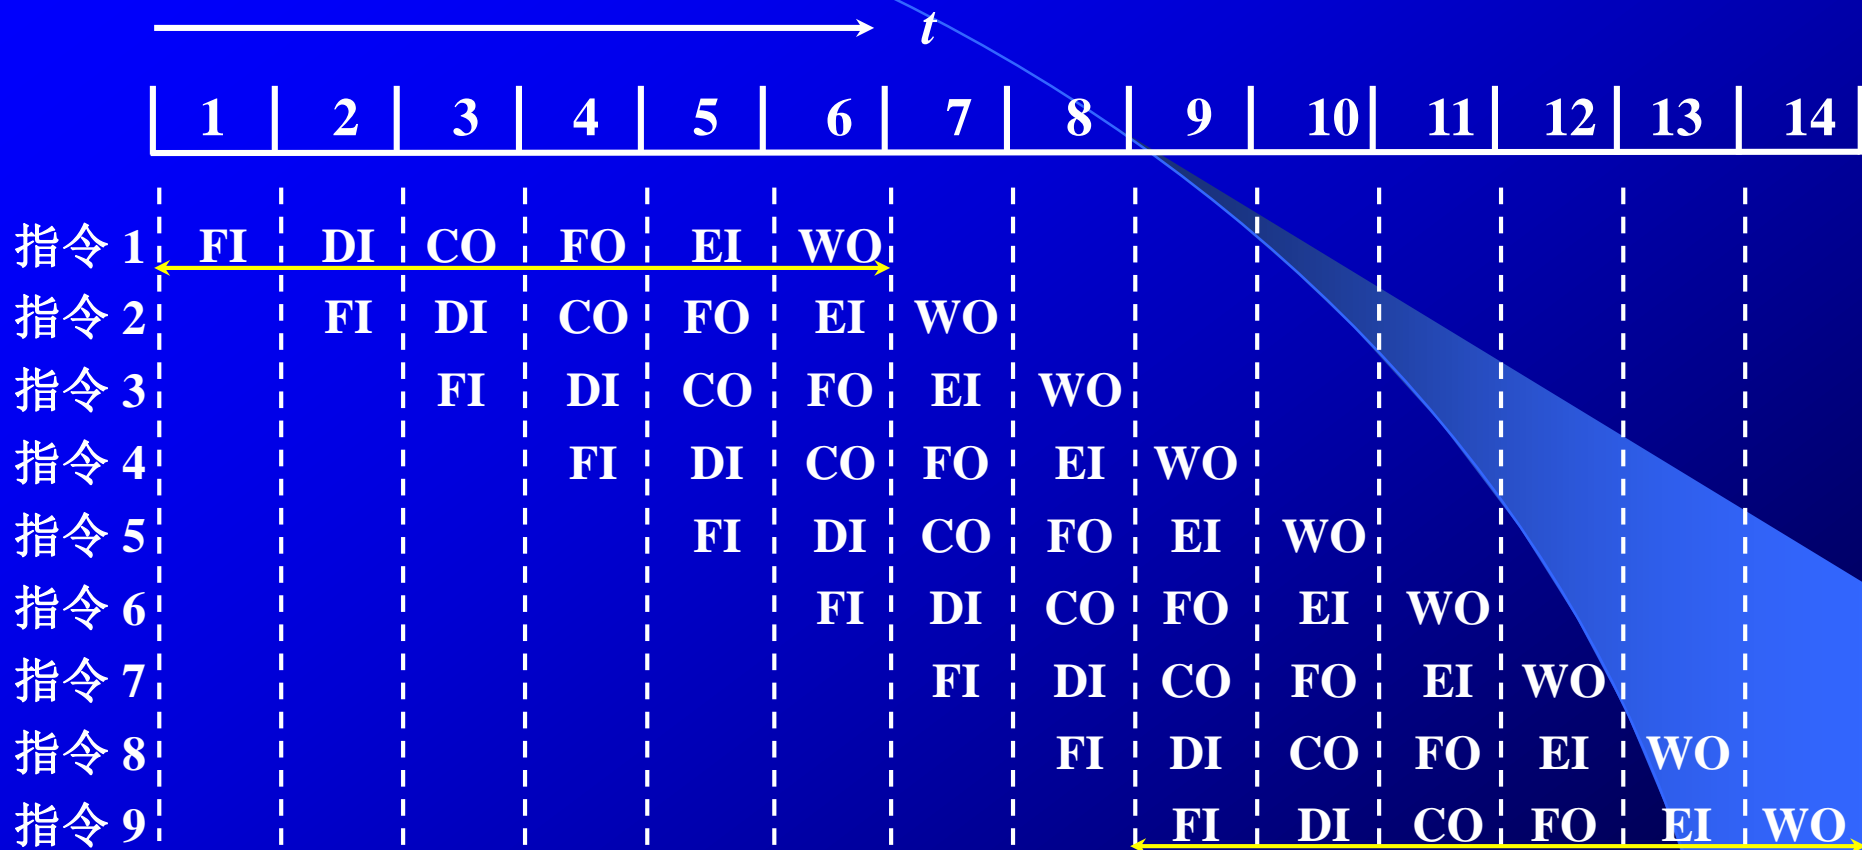 t
1 2 3 4 5 6 7 8 9 10 11 12 13 14
指令 1 FI DI CO FO EI WO
指令 2 FI DI CO FO EI WO
指令 3 FI DI CO FO EI WO
指令 4 FI DI CO FO EI WO
指令 5 FI DI CO FO EI WO
指令 6 FI DI CO FO EI WO
指令 7 FI DI CO FO EI WO
指令 8 FI DI CO FO EI WO
指令 9 FI DI CO FO EI WO